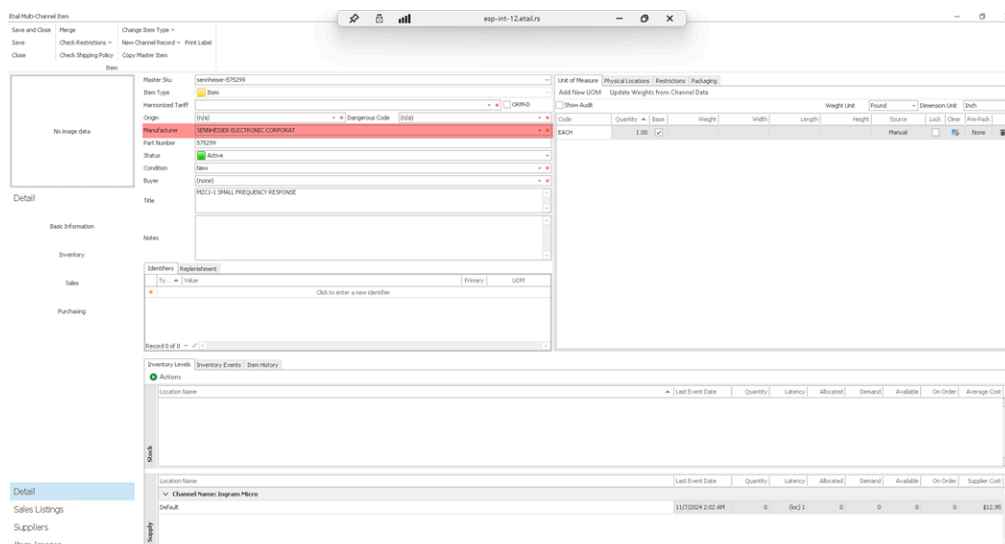 Etail Multi-Channel Item
esp-int-12.etail.rs
Save and Close Merge Change Item Type
Save Check Restrictions New Channel Record Print Label
Close Check Shipping Policy Copy Master Item
Item
No image data
Detail
Basic Information
Inventory
Sales
Purchasing
Detail
Sales Listings
Suppliers
Master Sku sennheiser-575299
Item Type Item
Harmonized Tariff ORM-D
Origin (n/a) Dangerous Code (n/a)
Manufacturer SENNHEISER ELECTRONIC CORPORAT
Part Number 575299
Status Active
Condition New
Buyer (none)
Title MZC1-1 SMALL FREQUENCY RESPONSE
Notes
Identifiers Replenishment
Ty... Value Primary UOM
Click to enter a new identifier
Record 0 of 0
Unit of Measure Physical Locations Restrictions Packaging
Add New UOM Update Weights from Channel Data
Show Audit Weight Unit Pound Dimension Unit Inch
Code Quantity Base Weight Width Length Height Source Lock Clear Pre-Pack
EACH 1.00 Manual None
Inventory Levels Inventory Events Item History
Actions
Location Name Last Event Date Quantity Latency Allocated Demand Available On Order Average Cost
Stock
Location Name Last Event Date Quantity Latency Allocated Demand Available On Order Supplier Cost
Channel Name: Ingram Micro
Default 11/7/2024 2:02 AM 0 (loc) 1 0 0 0 0 $12.95
Supply